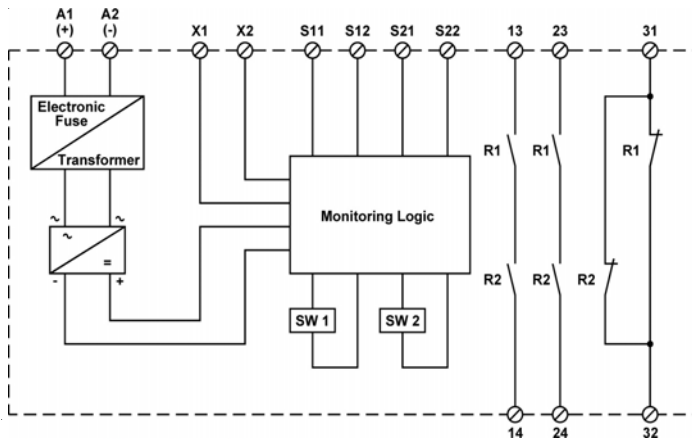 A1 A2
(+) (-) X1 X2 S11 S12 S21 S22 13 23 31
Electronic
Fuse
Transformer
R1 R1 R1
Monitoring Logic
~ ~
~
=
- +
R2 R2 R2
SW 1 SW 2
14 24 32